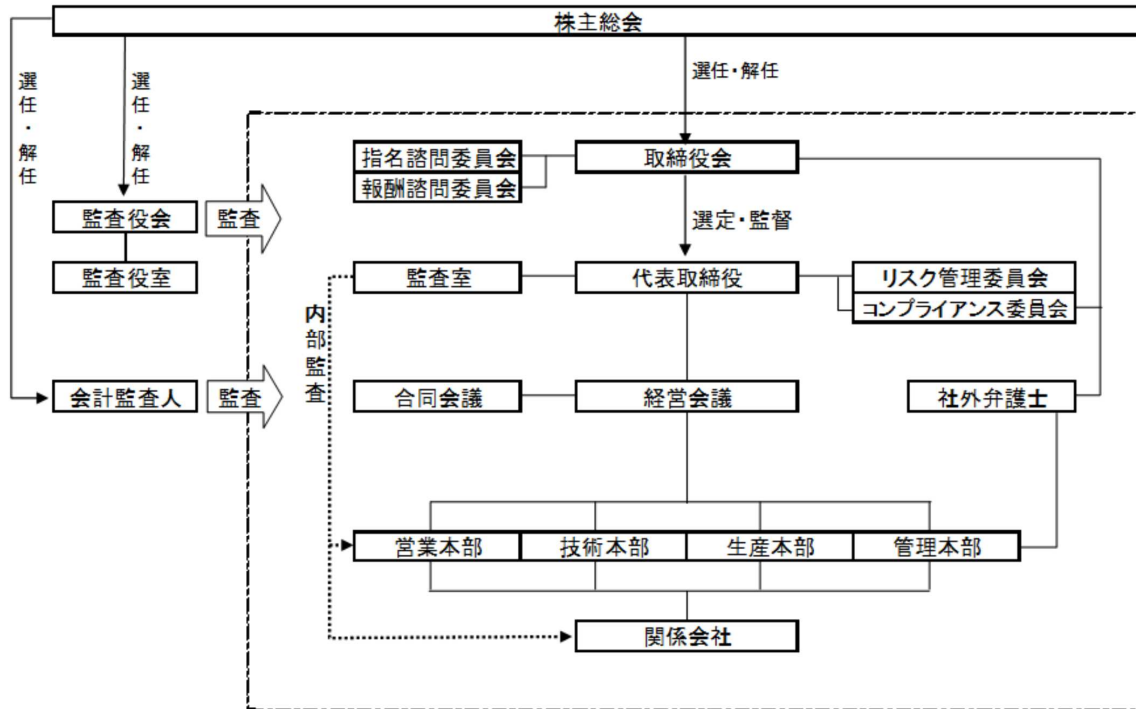 株主総会
選任・解任
選任・解任
選任・解任
指名諮問委員会
取締役会
報酬諮問委員会
監査役会
監査
選定・監督
監査役室
監査室
代表取締役
リスク管理委員会
コンプライアンス委員会
内部監査
会計監査人
監査
合同会議
経営会議
社外弁護士
営業本部
技術本部
生産本部
管理本部
関係会社